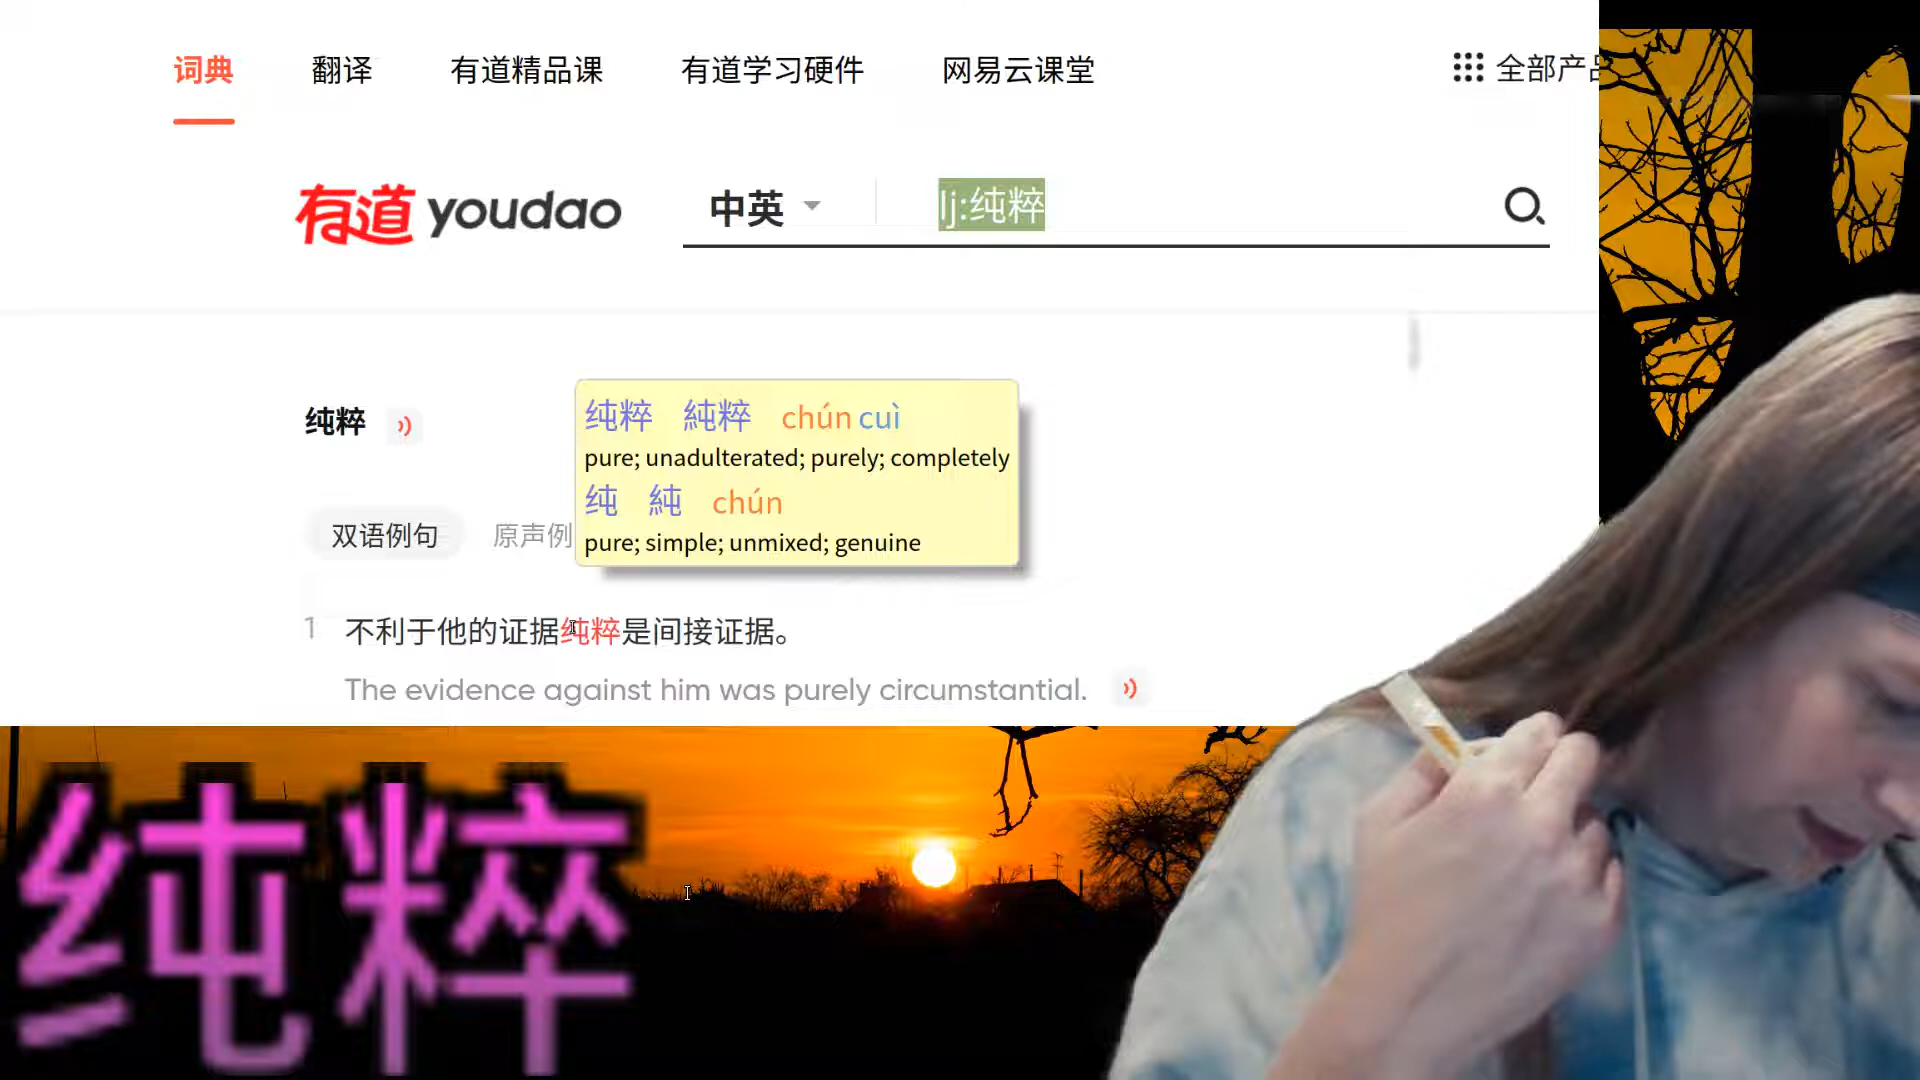 词典 翻译 有道精品课 有道学习硬件 网易云课堂 全部产品
有道 youdao 中英 lj:纯粹
纯粹
纯粹 純粹 chún cuì
pure; unadulterated; purely; completely
纯 純 chún
pure; simple; unmixed; genuine
双语例句 原声例
1 不利于他的证据纯粹是间接证据。
The evidence against him was purely circumstantial.
纯粹